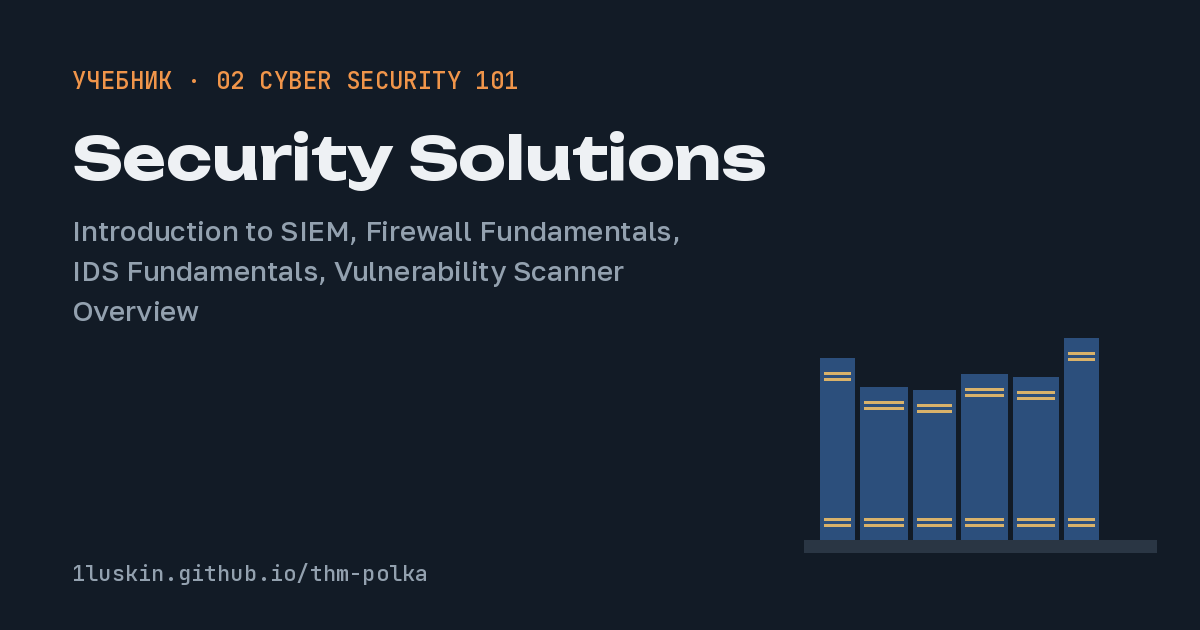 УЧЕБНИК · 02 CYBER SECURITY 101
Security Solutions
Introduction to SIEM, Firewall Fundamentals,
IDS Fundamentals, Vulnerability Scanner
Overview
1luskin.github.io/thm-polka